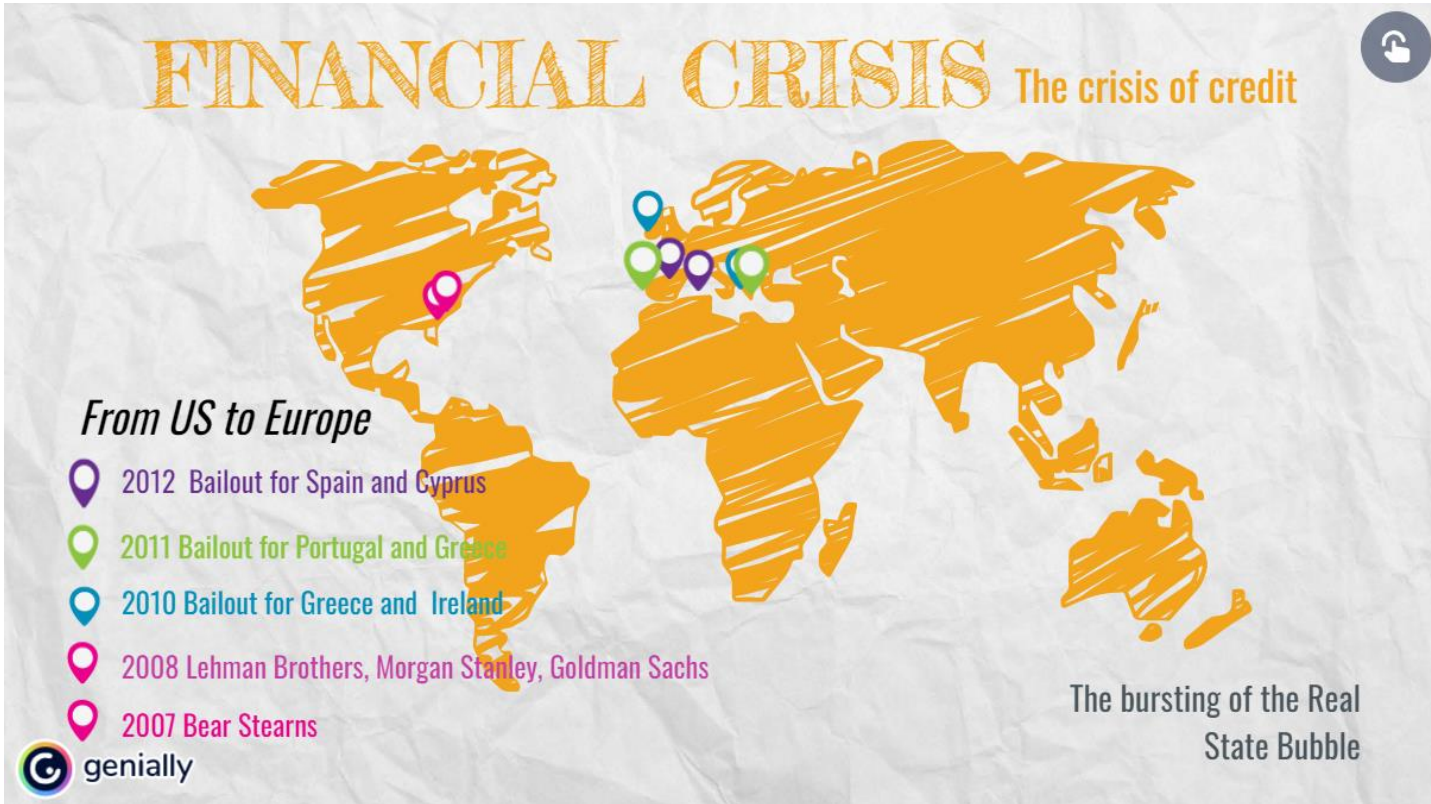 FINANCIAL CRISIS The crisis of credit
From US to Europe
2012 Bailout for Spain and Cyprus
2011 Bailout for Portugal and Greece
2010 Bailout for Greece and Ireland
2008 Lehman Brothers, Morgan Stanley, Goldman Sachs
2007 Bear Stearns
The bursting of the Real
State Bubble
genially